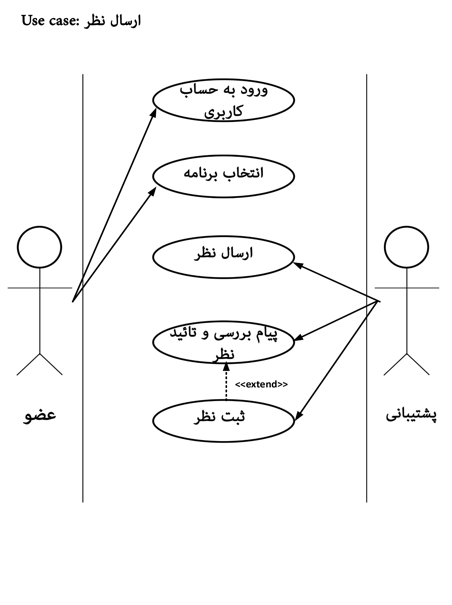 Use case: ارسال نظر
ورود به حساب
کاربری
انتخاب برنامه
ارسال نظر
پیام بررسی و تائید
نظر
<<extend>>
ثبت نظر
عضو
پشتیبانی